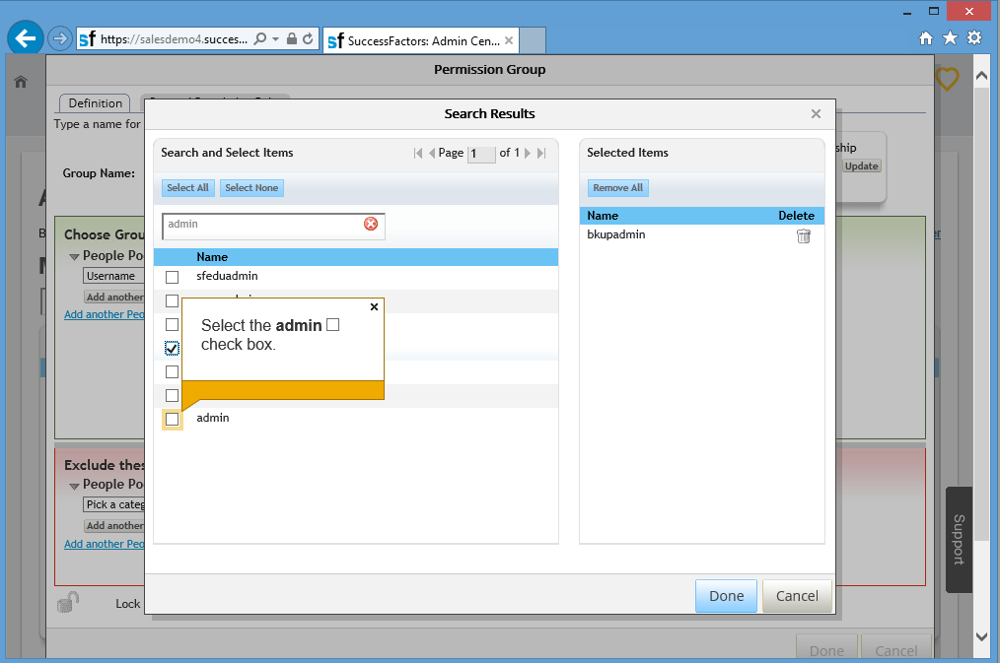 https://salesdemo4.succes...
SuccessFactors: Admin Cen...
Permission Group
Definition
Type a name for
Group Name:
ship
Update
Search Results
Search and Select Items
Page 1 of 1
Select All
Select None
admin
Name
sfeduadmin
Select the admin
check box.
admin
Selected Items
Remove All
Name
Delete
bkupadmin
Choose Grou
People Poo
Username
Add another
Add another Peo
Exclude thes
People Poo
Pick a categ
Add another
Add another Peo
Lock
Support
Done
Cancel
Done
Cancel